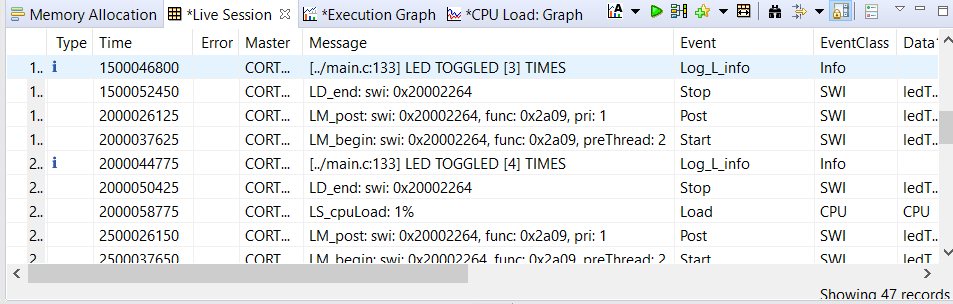 Memory Allocation *Live Session *Execution Graph *CPU Load: Graph
Type Time Error Master Message Event EventClass Data
1.. i 1500046800 CORT... [../main.c:133] LED TOGGLED [3] TIMES Log_L_info Info
1.. 1500052450 CORT... LD_end: swi: 0x20002264 Stop SWI ledT...
1.. 2000026125 CORT... LM_post: swi: 0x20002264, func: 0x2a09, pri: 1 Post SWI ledT...
1.. 2000037625 CORT... LM_begin: swi: 0x20002264, func: 0x2a09, preThread: 2 Start SWI ledT...
2.. i 2000044775 CORT... [../main.c:133] LED TOGGLED [4] TIMES Log_L_info Info
2.. 2000050425 CORT... LD_end: swi: 0x20002264 Stop SWI ledT...
2.. 2000058775 CORT... LS_cpuLoad: 1% Load CPU CPU
2.. 2500026150 CORT... LM_post: swi: 0x20002264, func: 0x2a09, pri: 1 Post SWI ledT...
2.. 2500037650 CORT... LM_begin: swi: 0x20002264, func: 0x2a09, preThread: 2 Start SWI ledT...
Showing 47 records